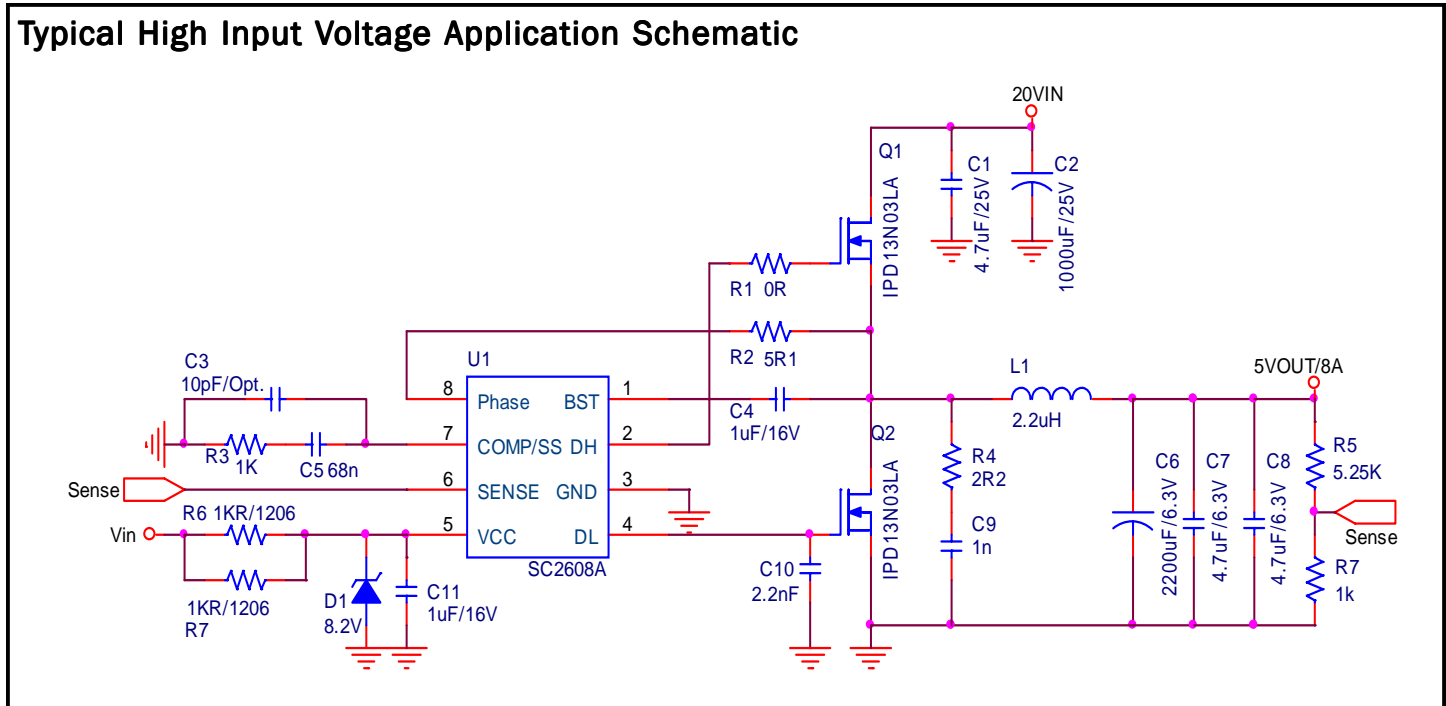 Typical High Input Voltage Application Schematic
20VIN
Q1
IPD13N03LA
C1
4.7uF/25V
C2
1000uF/25V
R1 0R
R2 5R1
C3
10pF/Opt.
U1
8 Phase BST 1
7 COMP/SS DH 2
6 SENSE GND 3
5 VCC DL 4
SC2608A
R3 1K
C5 68n
Sense
R6 1KR/1206
Vin
1KR/1206
R7
D1
8.2V
C11
1uF/16V
C4
1uF/16V
Q2
IPD13N03LA
C10
2.2nF
R4
2R2
C9
1n
L1
2.2uH
5VOUT/8A
C6
2200uF/6.3V
C7
4.7uF/6.3V
C8
4.7uF/6.3V
R5
5.25K
Sense
R7
1k